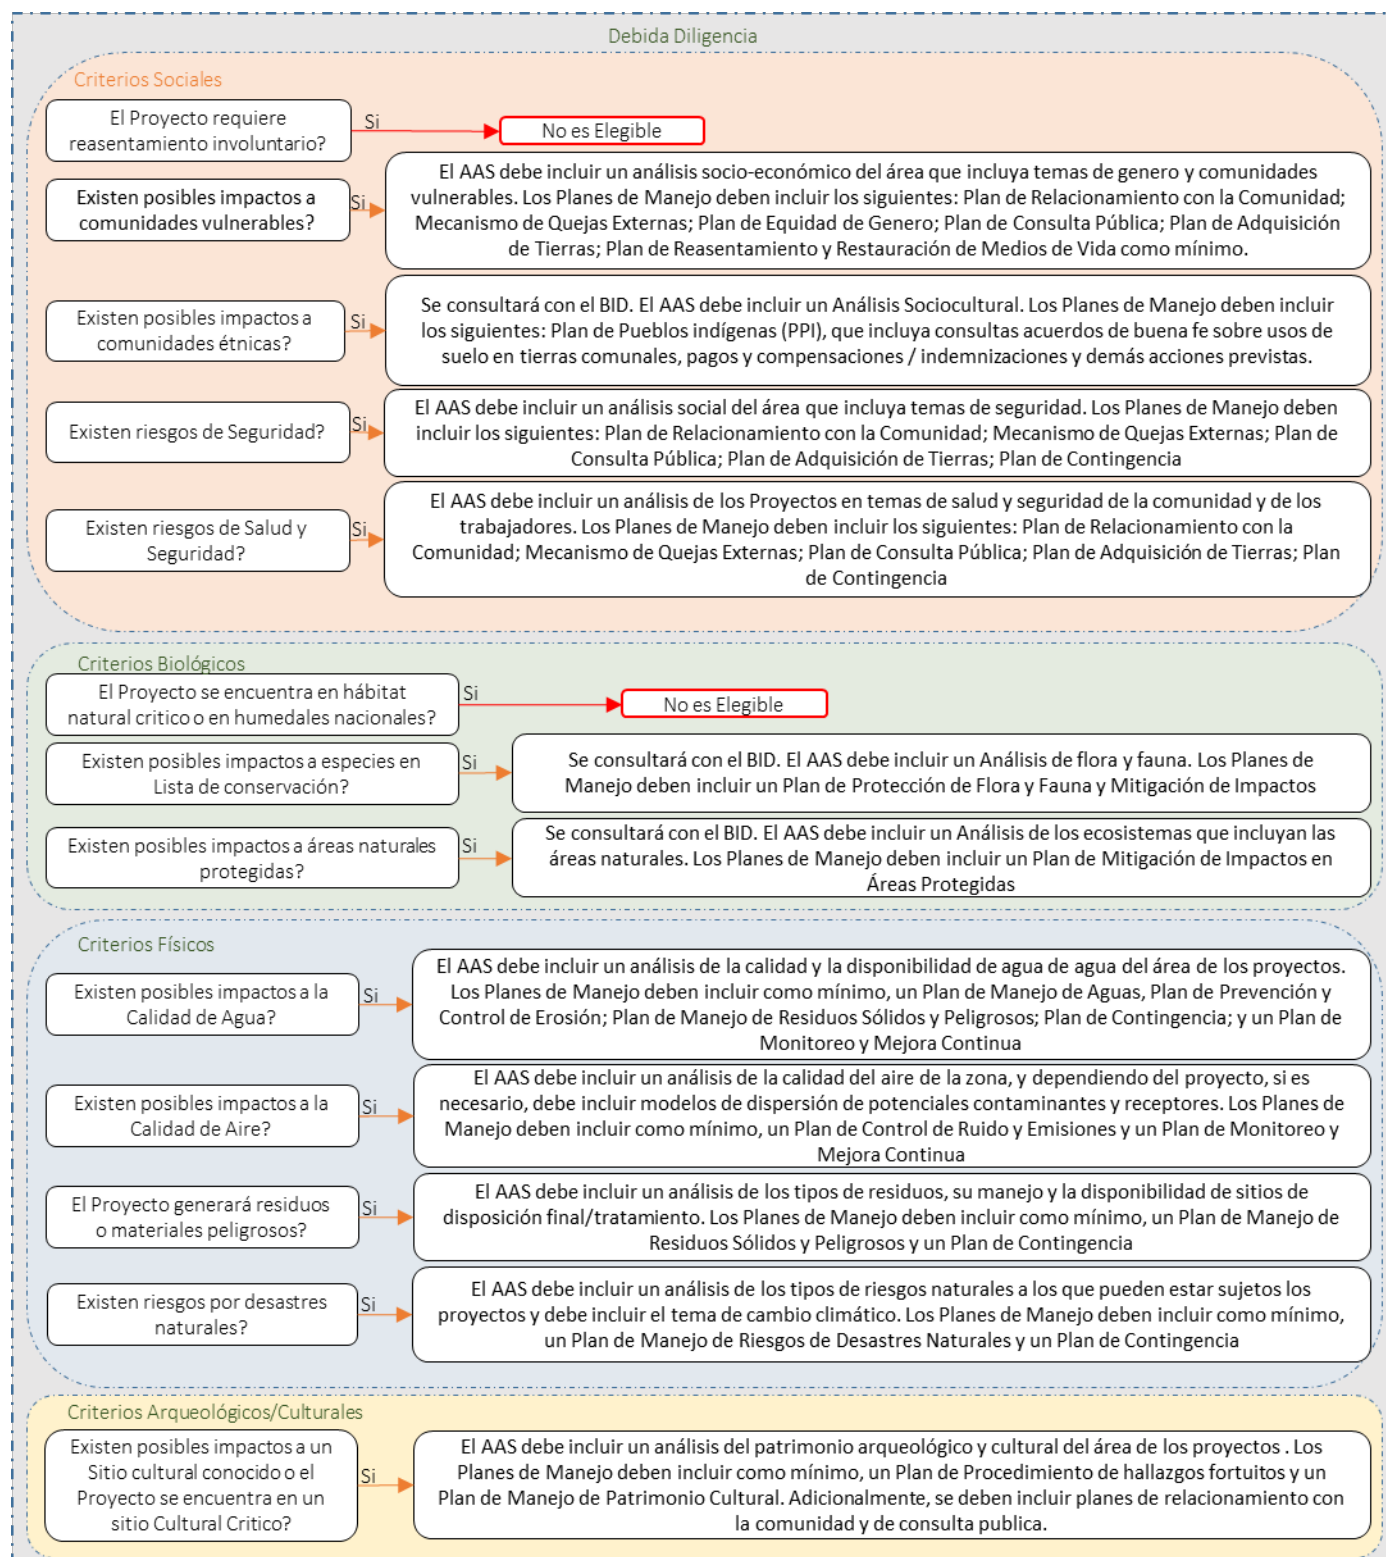 Debida Diligencia
Criterios Sociales
El Proyecto requiere
reasentamiento involuntario?
Si
No es Elegible
Existen posibles impactos a
comunidades vulnerables?
Si
El AAS debe incluir un análisis socio-económico del área que incluya temas de genero y comunidades
vulnerables. Los Planes de Manejo deben incluir los siguientes: Plan de Relacionamiento con la Comunidad;
Mecanismo de Quejas Externas; Plan de Equidad de Genero; Plan de Consulta Pública; Plan de Adquisición
de Tierras; Plan de Reasentamiento y Restauración de Medios de Vida como mínimo.
Existen posibles impactos a
comunidades étnicas?
Si
Se consultará con el BID. El AAS debe incluir un Análisis Sociocultural. Los Planes de Manejo deben incluir
los siguientes: Plan de Pueblos indígenas (PPI), que incluya consultas acuerdos de buena fe sobre usos de
suelo en tierras comunales, pagos y compensaciones / indemnizaciones y demás acciones previstas.
Existen riesgos de Seguridad?
Si
El AAS debe incluir un análisis social del área que incluya temas de seguridad. Los Planes de Manejo deben
incluir los siguientes: Plan de Relacionamiento con la Comunidad; Mecanismo de Quejas Externas; Plan de
Consulta Pública; Plan de Adquisición de Tierras; Plan de Contingencia
Existen riesgos de Salud y
Seguridad?
Si
El AAS debe incluir un análisis de los Proyectos en temas de salud y seguridad de la comunidad y de los
trabajadores. Los Planes de Manejo deben incluir los siguientes: Plan de Relacionamiento con la
Comunidad; Mecanismo de Quejas Externas; Plan de Consulta Pública; Plan de Adquisición de Tierras; Plan
de Contingencia
Criterios Biológicos
El Proyecto se encuentra en hábitat
natural critico o en humedales nacionales?
Si
No es Elegible
Existen posibles impactos a especies en
Lista de conservación?
Si
Se consultará con el BID. El AAS debe incluir un Análisis de flora y fauna. Los Planes de
Manejo deben incluir un Plan de Protección de Flora y Fauna y Mitigación de Impactos
Existen posibles impactos a áreas naturales
protegidas?
Si
Se consultará con el BID. El AAS debe incluir un Análisis de los ecosistemas que incluyan las
áreas naturales. Los Planes de Manejo deben incluir un Plan de Mitigación de Impactos en
Áreas Protegidas
Criterios Físicos
Existen posibles impactos a la
Calidad de Agua?
Si
El AAS debe incluir un análisis de la calidad y la disponibilidad de agua de agua del área de los proyectos.
Los Planes de Manejo deben incluir como mínimo, un Plan de Manejo de Aguas, Plan de Prevención y
Control de Erosión; Plan de Manejo de Residuos Sólidos y Peligrosos; Plan de Contingencia; y un Plan de
Monitoreo y Mejora Continua
Existen posibles impactos a la
Calidad de Aire?
Si
El AAS debe incluir un análisis de la calidad del aire de la zona, y dependiendo del proyecto, si es
necesario, debe incluir modelos de dispersión de potenciales contaminantes y receptores. Los Planes de
Manejo deben incluir como mínimo, un Plan de Control de Ruido y Emisiones y un Plan de Monitoreo y
Mejora Continua
El Proyecto generará residuos
o materiales peligrosos?
Si
El AAS debe incluir un análisis de los tipos de residuos, su manejo y la disponibilidad de sitios de
disposición final/tratamiento. Los Planes de Manejo deben incluir como mínimo, un Plan de Manejo de
Residuos Sólidos y Peligrosos y un Plan de Contingencia
Existen riesgos por desastres
naturales?
Si
El AAS debe incluir un análisis de los tipos de riesgos naturales a los que pueden estar sujetos los
proyectos y debe incluir el tema de cambio climático. Los Planes de Manejo deben incluir como mínimo,
un Plan de Manejo de Riesgos de Desastres Naturales y un Plan de Contingencia
Criterios Arqueológicos/Culturales
Existen posibles impactos a un
Sitio cultural conocido o el
Proyecto se encuentra en un
sitio Cultural Critico?
Si
El AAS debe incluir un análisis del patrimonio arqueológico y cultural del área de los proyectos . Los
Planes de Manejo deben incluir como mínimo, un Plan de Procedimiento de hallazgos fortuitos y un
Plan de Manejo de Patrimonio Cultural. Adicionalmente, se deben incluir planes de relacionamiento con
la comunidad y de consulta publica.